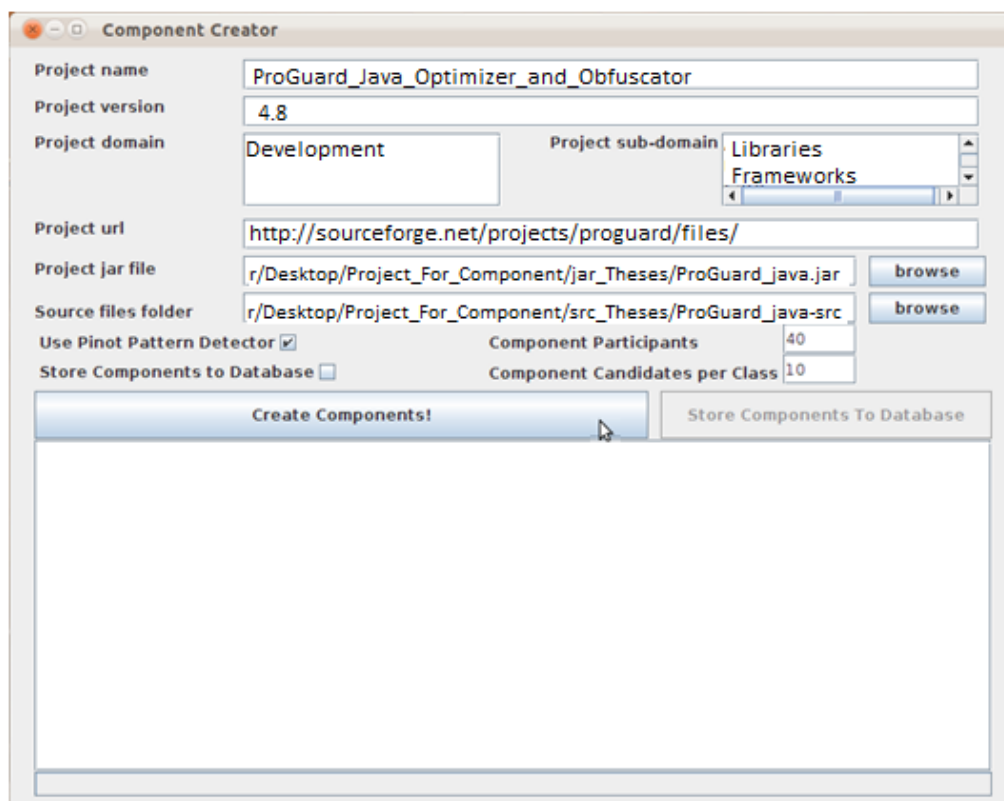 Component Creator
Project name
ProGuard_Java_Optimizer_and_Obfuscator
Project version
4.8
Project domain
Development
Project sub-domain
Libraries
Frameworks
Project url
http://sourceforge.net/projects/proguard/files/
Project jar file
r/Desktop/Project_For_Component/jar_Theses/ProGuard_java.jar
browse
Source files folder
r/Desktop/Project_For_Component/src_Theses/ProGuard_java-src
browse
Use Pinot Pattern Detector
Component Participants
40
Store Components to Database
Component Candidates per Class
10
Create Components!
Store Components To Database